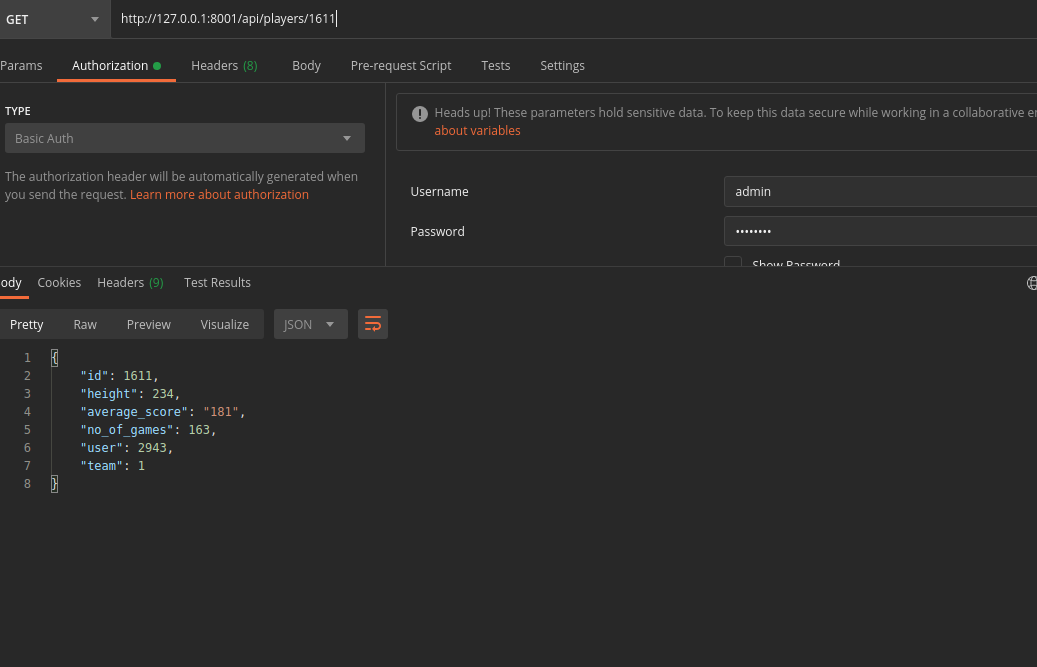 GET http://127.0.0.1:8001/api/players/1611
Params Authorization Headers (8) Body Pre-request Script Tests Settings
TYPE
Basic Auth
The authorization header will be automatically generated when
you send the request. Learn more about authorization
! Heads up! These parameters hold sensitive data. To keep this data secure while working in a collaborative
about variables
Username admin
Password ••••••••
Show Password
ody Cookies Headers (9) Test Results
Pretty Raw Preview Visualize JSON
1 {
2 "id": 1611,
3 "height": 234,
4 "average_score": "181",
5 "no_of_games": 163,
6 "user": 2943,
7 "team": 1
8 }